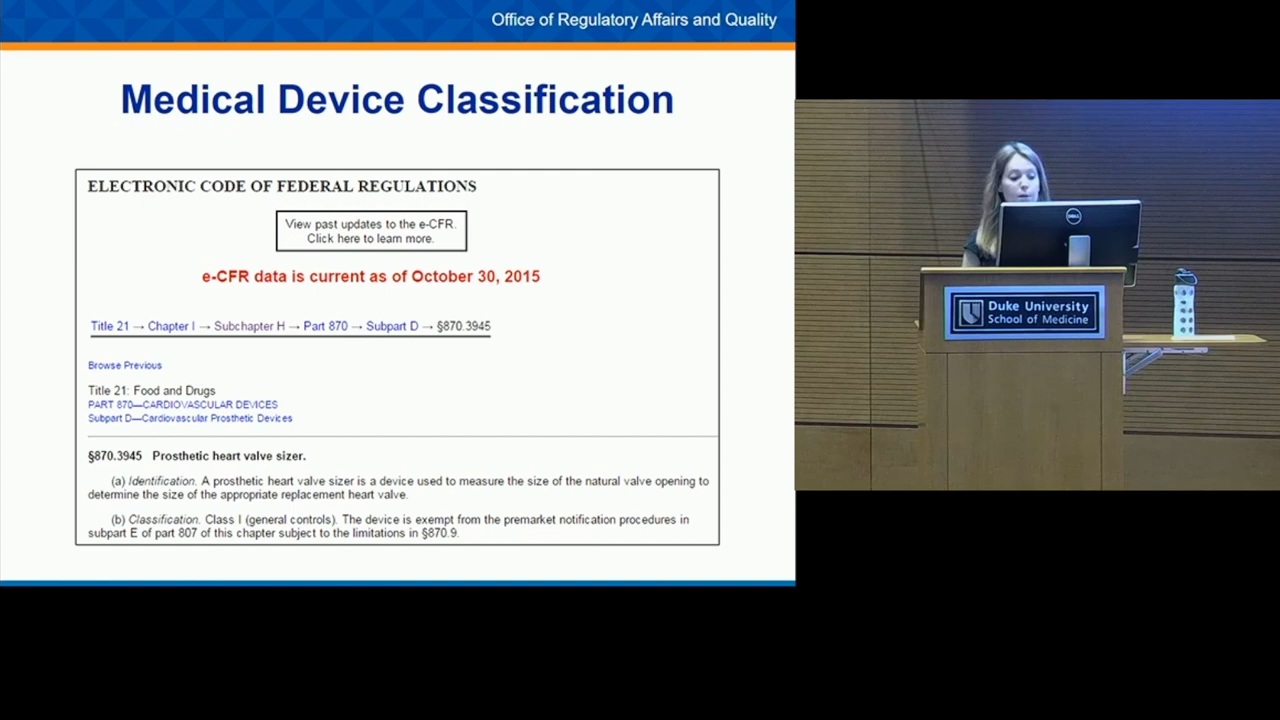 Office of Regulatory Affairs and Quality
Medical Device Classification
ELECTRONIC CODE OF FEDERAL REGULATIONS
View past updates to the e-CFR.
Click here to learn more.
e-CFR data is current as of October 30, 2015
Title 21 → Chapter I → Subchapter H → Part 870 → Subpart D → §870.3945
Browse Previous
Title 21: Food and Drugs
PART 870—CARDIOVASCULAR DEVICES
Subpart D—Cardiovascular Prosthetic Devices
§870.3945 Prosthetic heart valve sizer.
(a) Identification. A prosthetic heart valve sizer is a device used to measure the size of the natural valve opening to
determine the size of the appropriate replacement heart valve.
(b) Classification. Class I (general controls). The device is exempt from the premarket notification procedures in
subpart E of part 807 of this chapter subject to the limitations in §870.9.
DELL
Duke University
School of Medicine